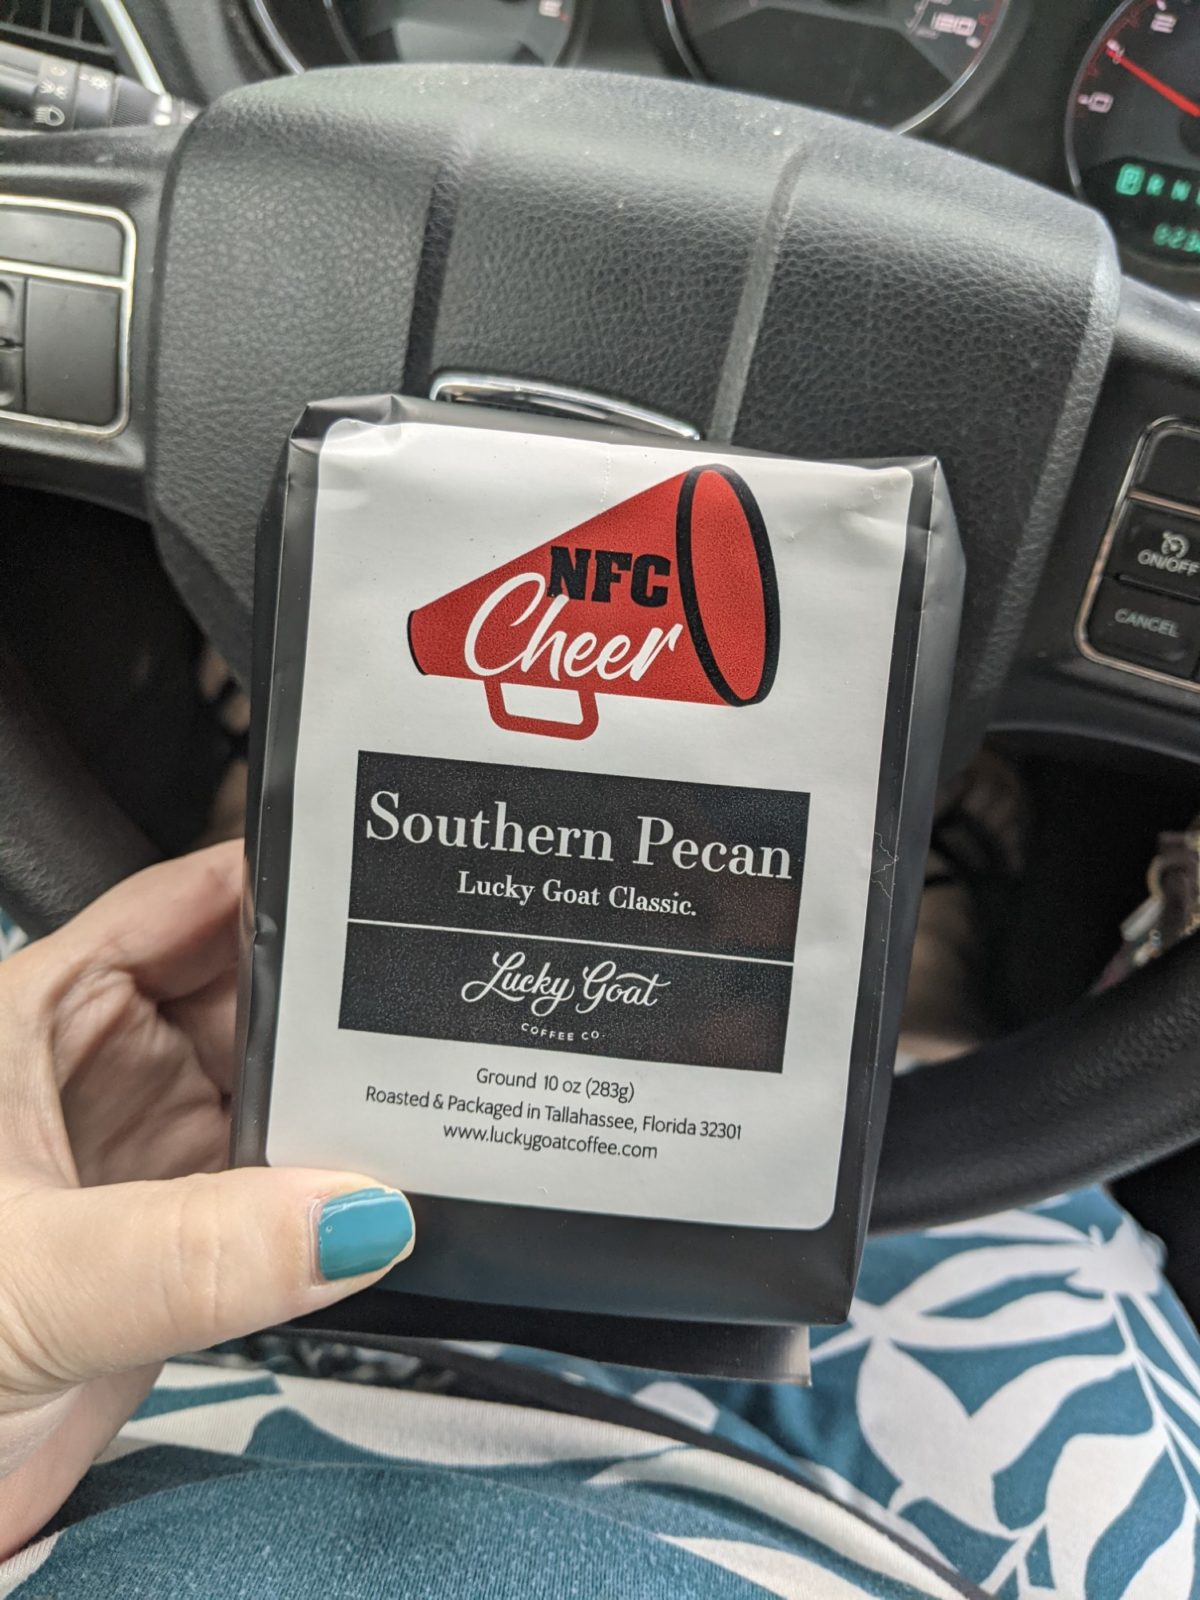 E
120
P R N
ON/OFF
CANCEL
NFC
Cheer
Southern Pecan
Lucky Goat Classic.
Lucky Goat
COFFEE CO.
Ground 10 oz (283g)
Roasted & Packaged in Tallahassee, Florida 32301
www.luckygoatcoffee.com